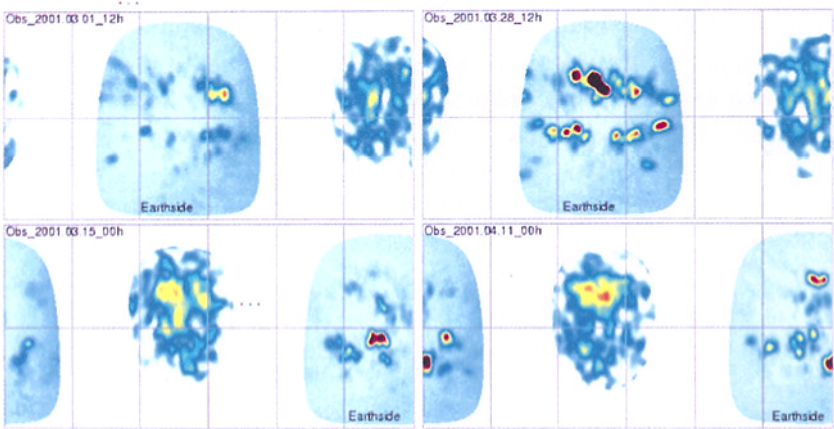 Obs_2001.03.01_12h
Obs_2001.03.28_12h
Earthside
Earthside
Obs_2001.03.15_00h
Obs_2001.04.11_00h
Earthside
Earthside